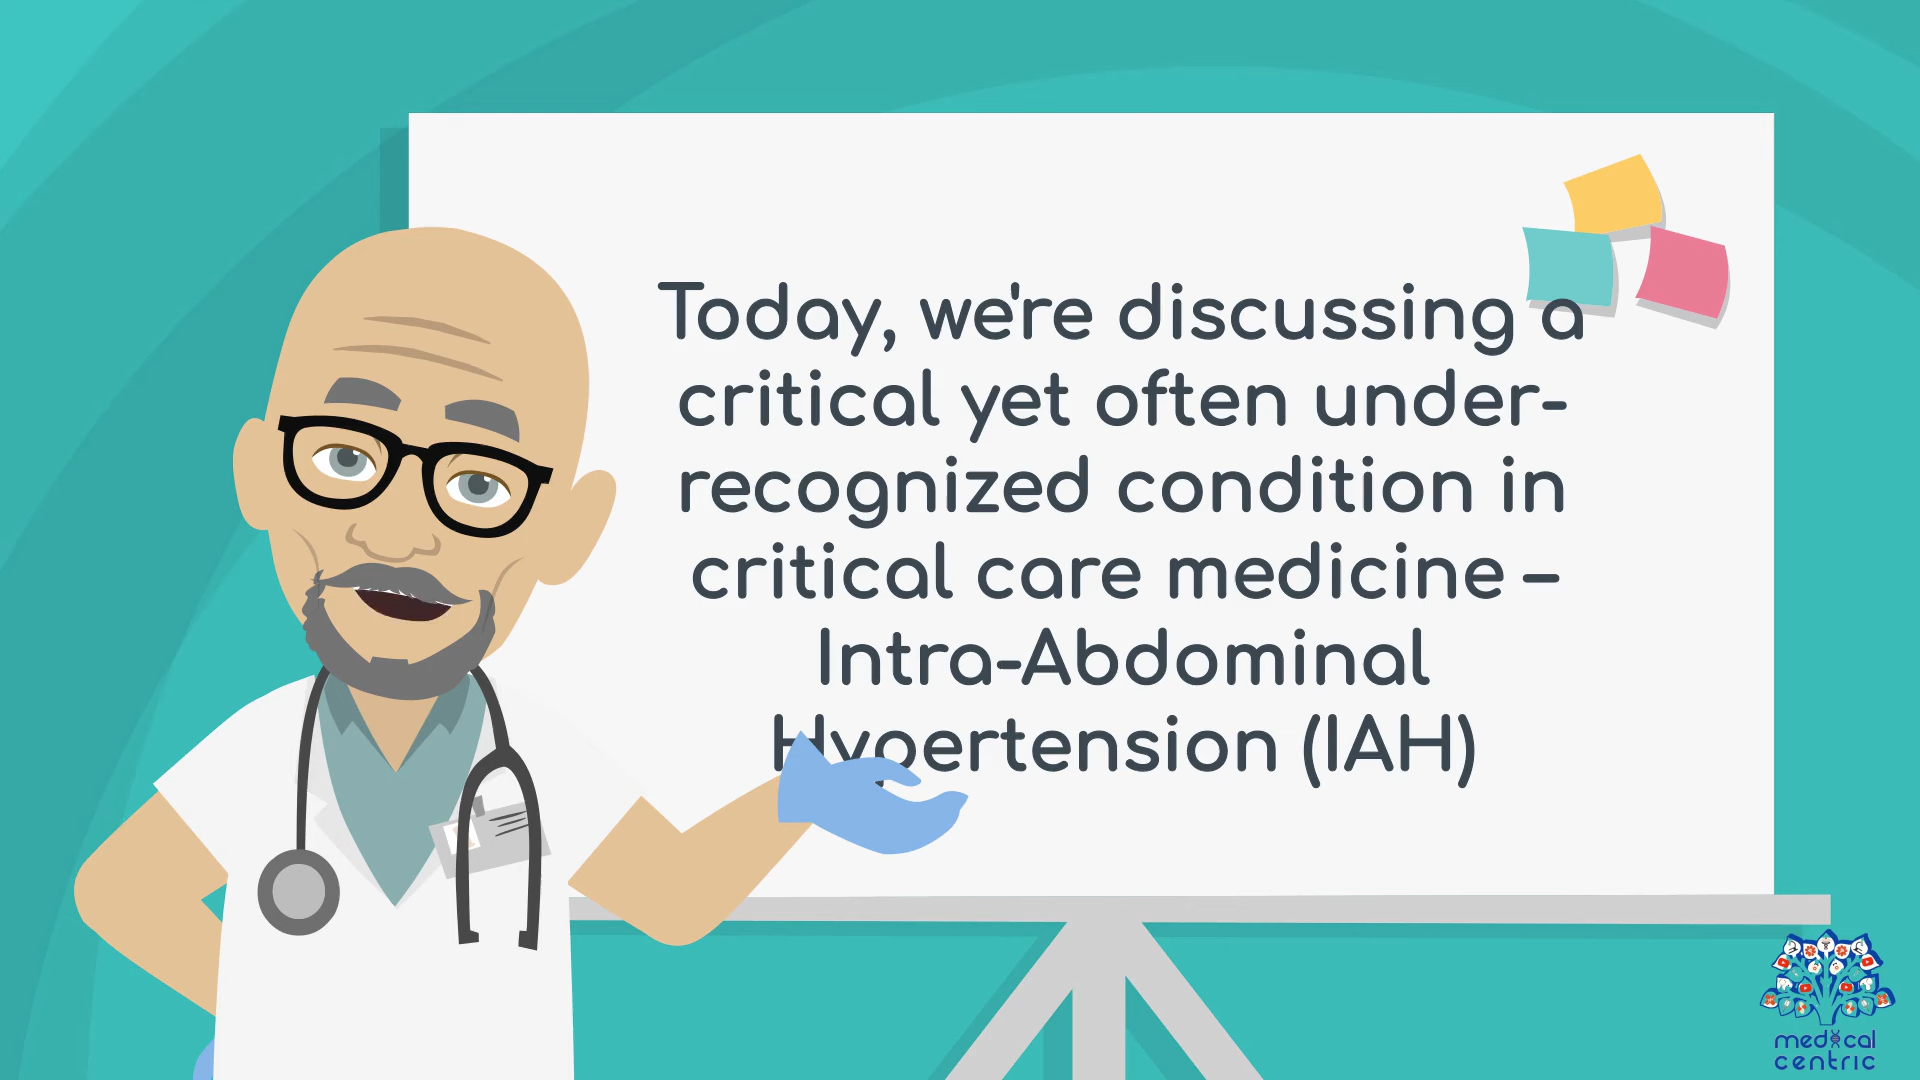 Today, we're discussing a
critical yet often under-
recognized condition in
critical care medicine –
Intra-Abdominal
Hypertension (IAH)
medical
centric